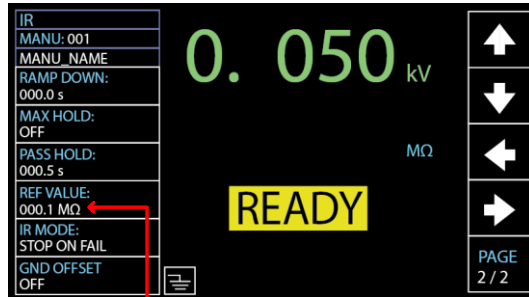 IR
MANU: 001
MANU_NAME
RAMP DOWN:
000.0 s
MAX HOLD:
OFF
PASS HOLD:
000.5 s
REF VALUE:
000.1 MΩ
IR MODE:
STOP ON FAIL
GND OFFSET
OFF
0. 050 kV
MΩ
READY
PAGE
2 / 2